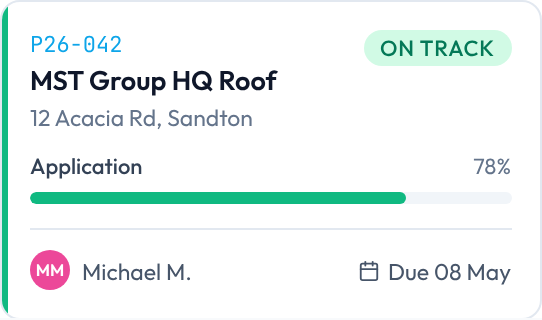 P26-042
ON TRACK
MST Group HQ Roof
12 Acacia Rd, Sandton
Application 78%
MM Michael M. Due 08 May